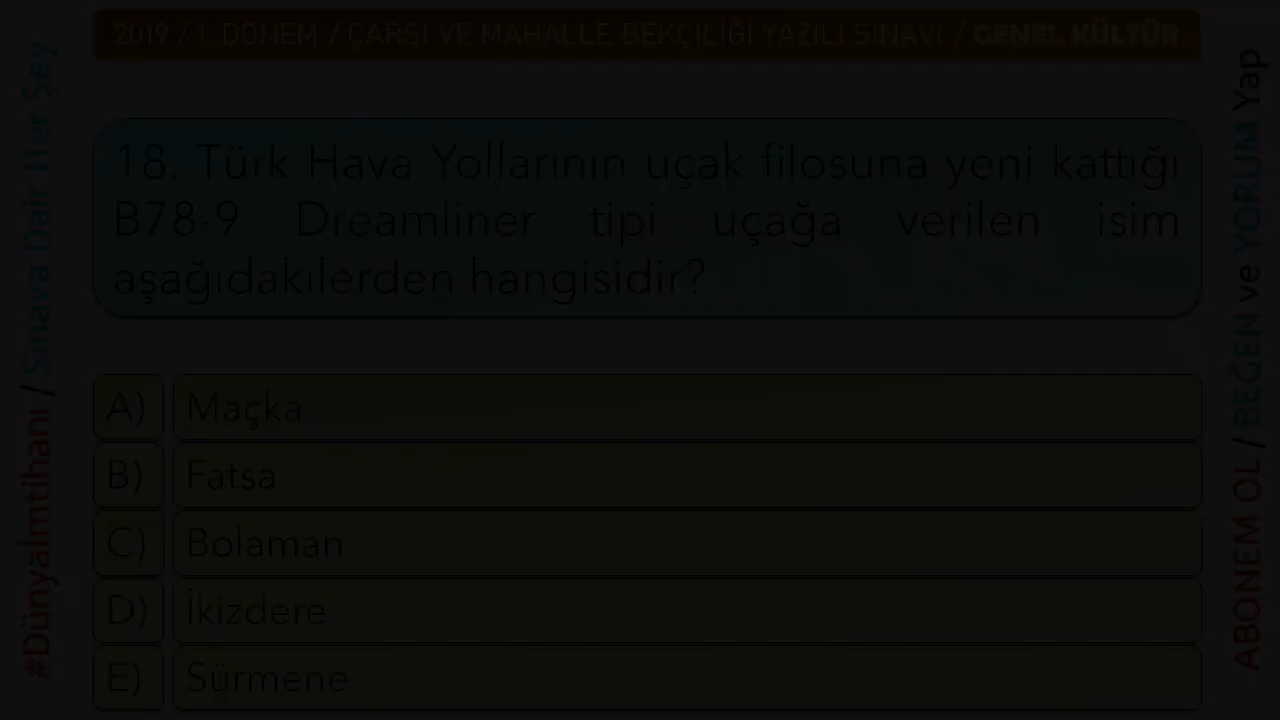 2019 / 1. DÖNEM / ÇARŞI VE MAHALLE BEKÇİLİĞİ YAZILI SINAVI / GENEL KÜLTÜR
#Dünyaİmtihanı / Sınava Dair Her Şey
18. Türk Hava Yollarının uçak filosuna yeni kattığı
B78-9 Dreamliner tipi uçağa verilen isim
aşağıdakilerden hangisidir?
A) Maçka
B) Fatsa
C) Bolaman
D) İkizdere
E) Sürmene
ABONEM OL / BEĞEN ve YORUM Yap